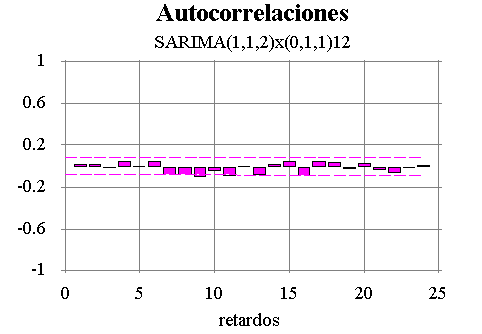 Autocorrelaciones
SARIMA(1,1,2)x(0,1,1)12
1
0.6
0.2
-0.2
-0.6
-1
0 5 10 15 20 25
retardos